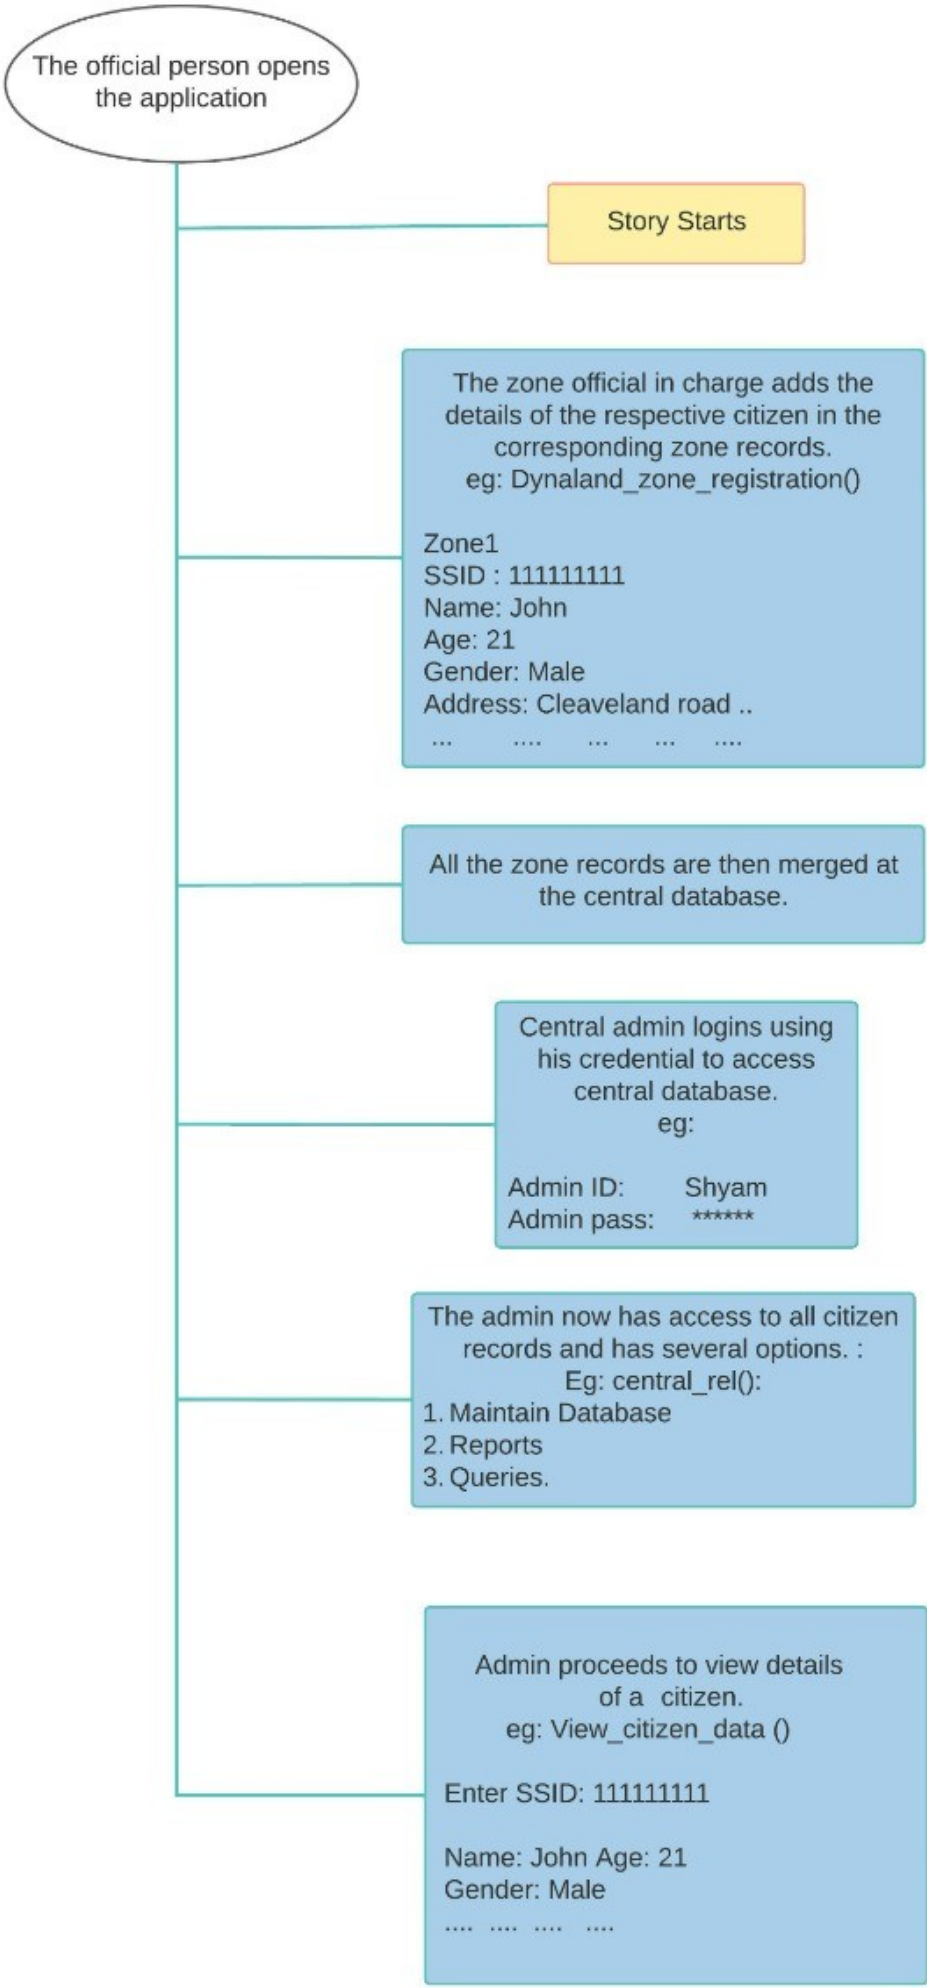 The official person opens
the application
Story Starts
The zone official in charge adds the
details of the respective citizen in the
corresponding zone records.
eg: Dynaland_zone_registration()
Zone1
SSID : 111111111
Name: John
Age: 21
Gender: Male
Address: Cleaveland road ..
... .... ... ... ....
All the zone records are then merged at
the central database.
Central admin logins using
his credential to access
central database.
eg:
Admin ID: Shyam
Admin pass: ******
The admin now has access to all citizen
records and has several options. :
Eg: central_rel():
1. Maintain Database
2. Reports
3. Queries.
Admin proceeds to view details
of a citizen.
eg: View_citizen_data ()
Enter SSID: 111111111
Name: John Age: 21
Gender: Male
.... .... .... ....